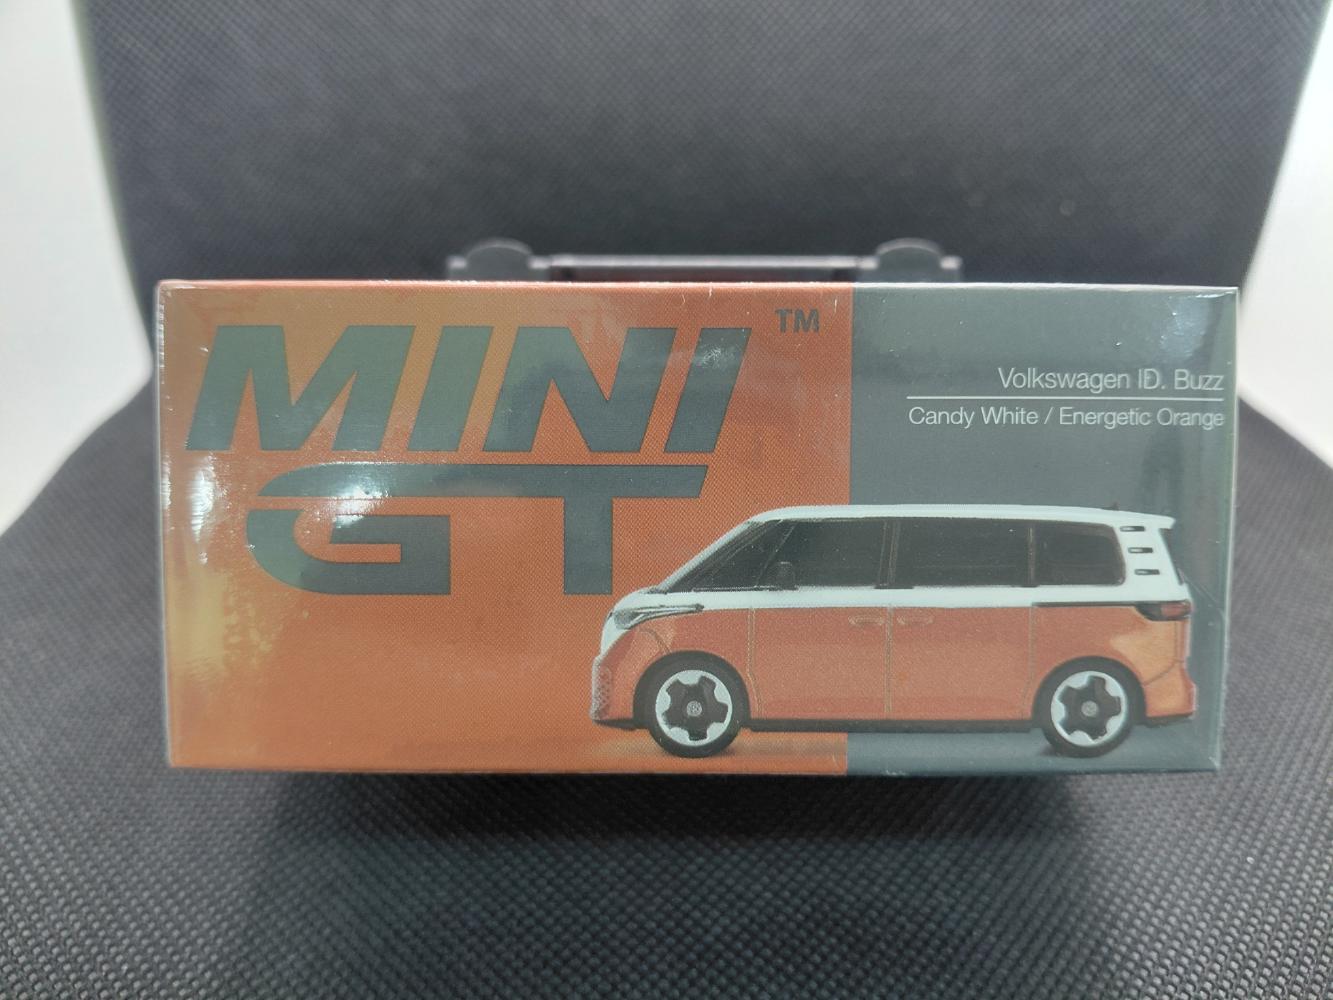 MINI
GT
TM
Volkswagen ID. Buzz
Candy White / Energetic Orange